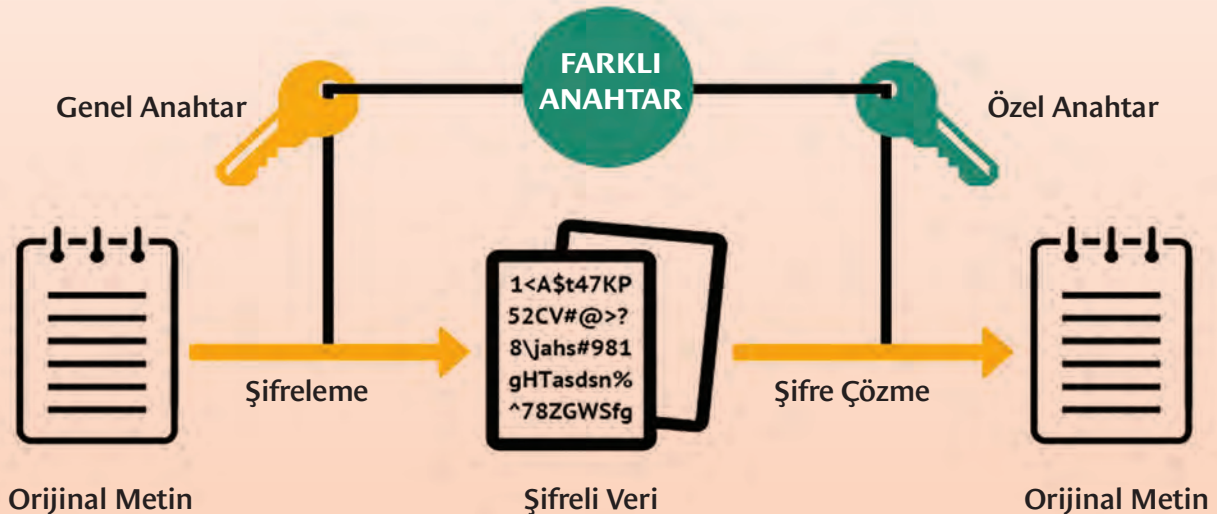 FARKLI
ANAHTAR
Genel Anahtar
Özel Anahtar
1<A$t47KP
52CV#@>?
8\jahs#981
gHTasdsn%
^78ZGWSfg
Şifreleme
Şifre Çözme
Orijinal Metin
Şifreli Veri
Orijinal Metin